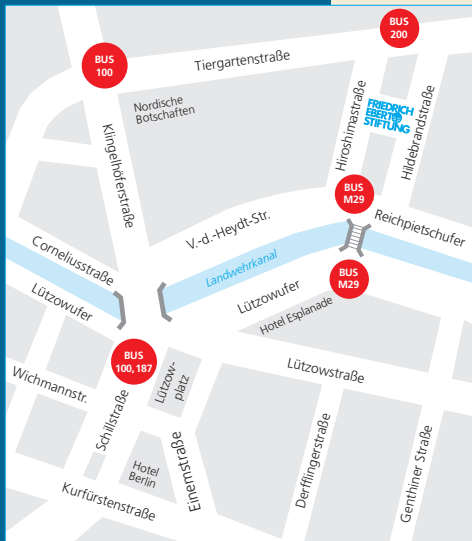 BUS
200
BUS
100
Tiergartenstraße
Nordische
Botschaften
Klingelhöferstraße
Hiroshimastraße
FRIEDRICH
EBERT
STIFTUNG
Hildebrandstraße
BUS
M29
Reichpietschufer
V.-d.-Heydt-Str.
Landwehrkanal
Corneliusstraße
Lützowufer
Lützowufer
BUS
M29
Hotel Esplanade
BUS
100,187
Lützow-
platz
Lützowstraße
Wichmannstr.
Schillstraße
Hotel
Berlin
Einemstraße
Derfflingerstraße
Genthiner Straße
Kurfürstenstraße